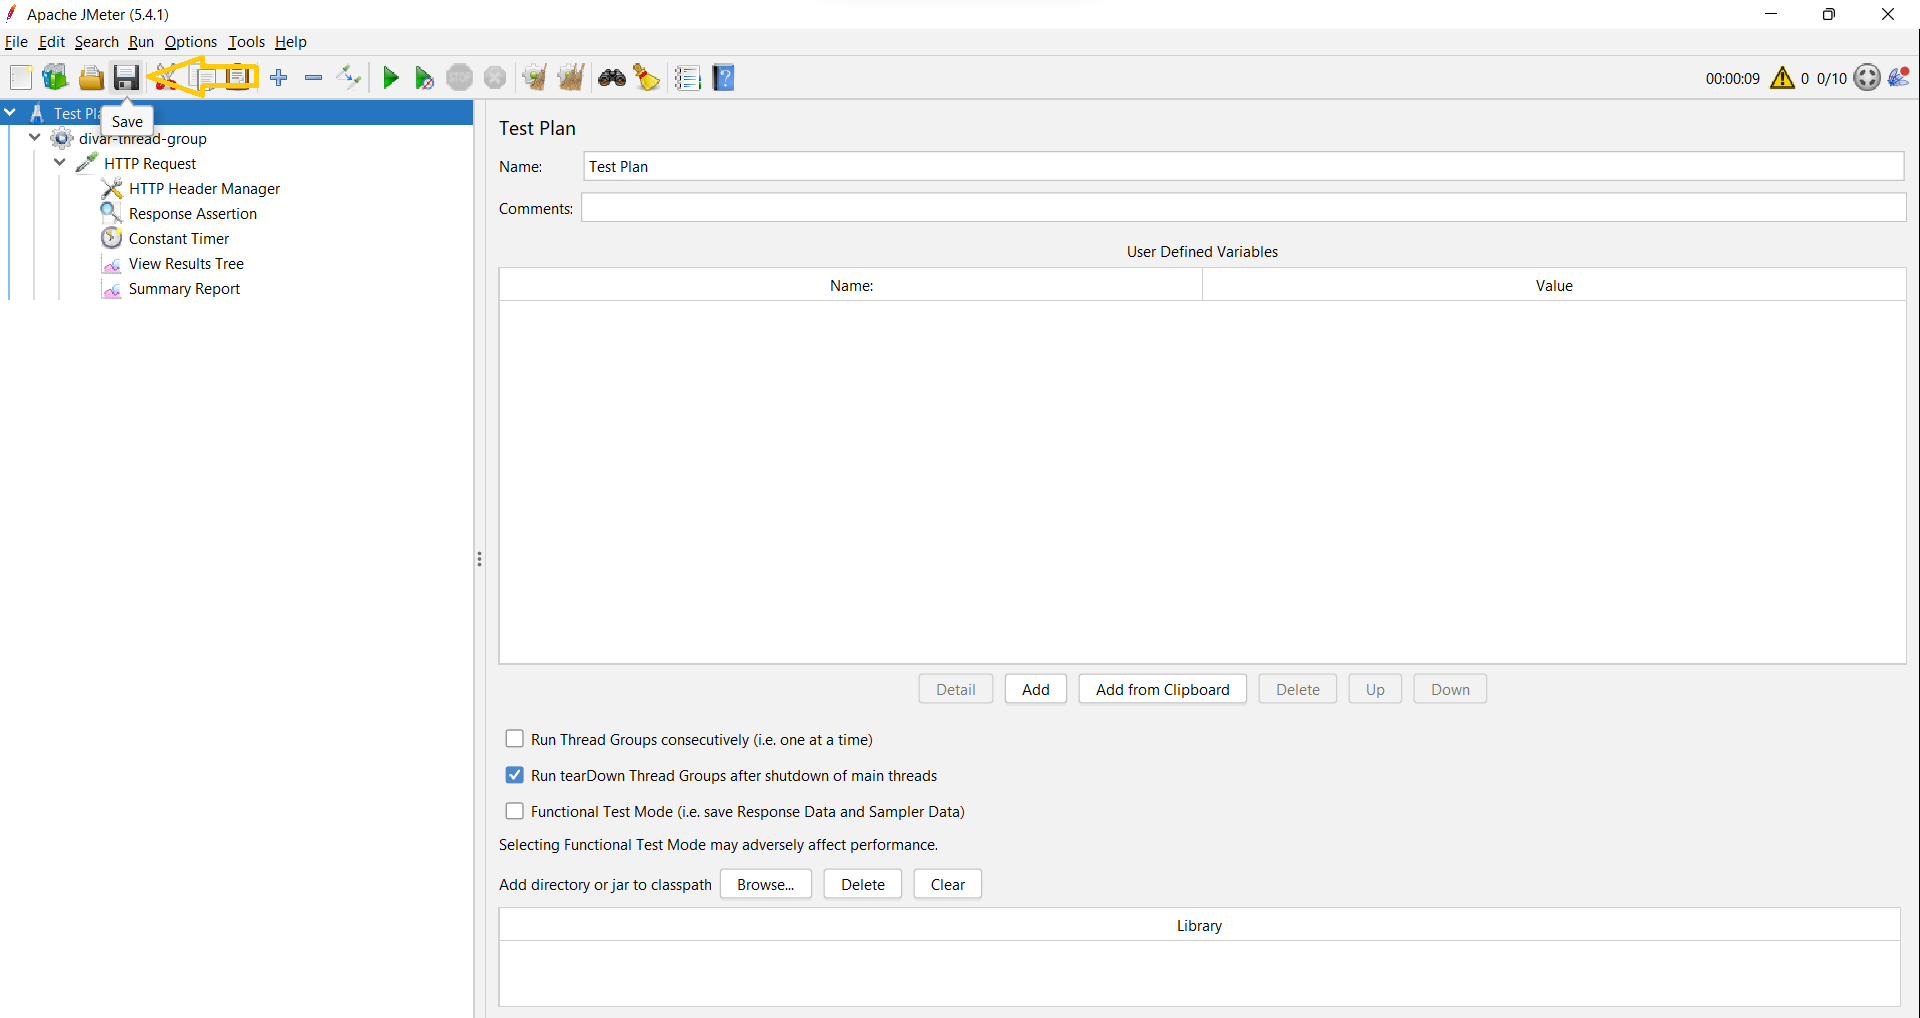 Apache JMeter (5.4.1)
File Edit Search Run Options Tools Help
STOP
00:00:09 0 0/10
Save
divar-thread-group
HTTP Request
HTTP Header Manager
Response Assertion
Constant Timer
View Results Tree
Summary Report
Test Plan
Name: Test Plan
Comments:
User Defined Variables
Name: Value
Detail Add Add from Clipboard Delete Up Down
Run Thread Groups consecutively (i.e. one at a time)
Run tearDown Thread Groups after shutdown of main threads
Functional Test Mode (i.e. save Response Data and Sampler Data)
Selecting Functional Test Mode may adversely affect performance.
Add directory or jar to classpath Browse... Delete Clear
Library